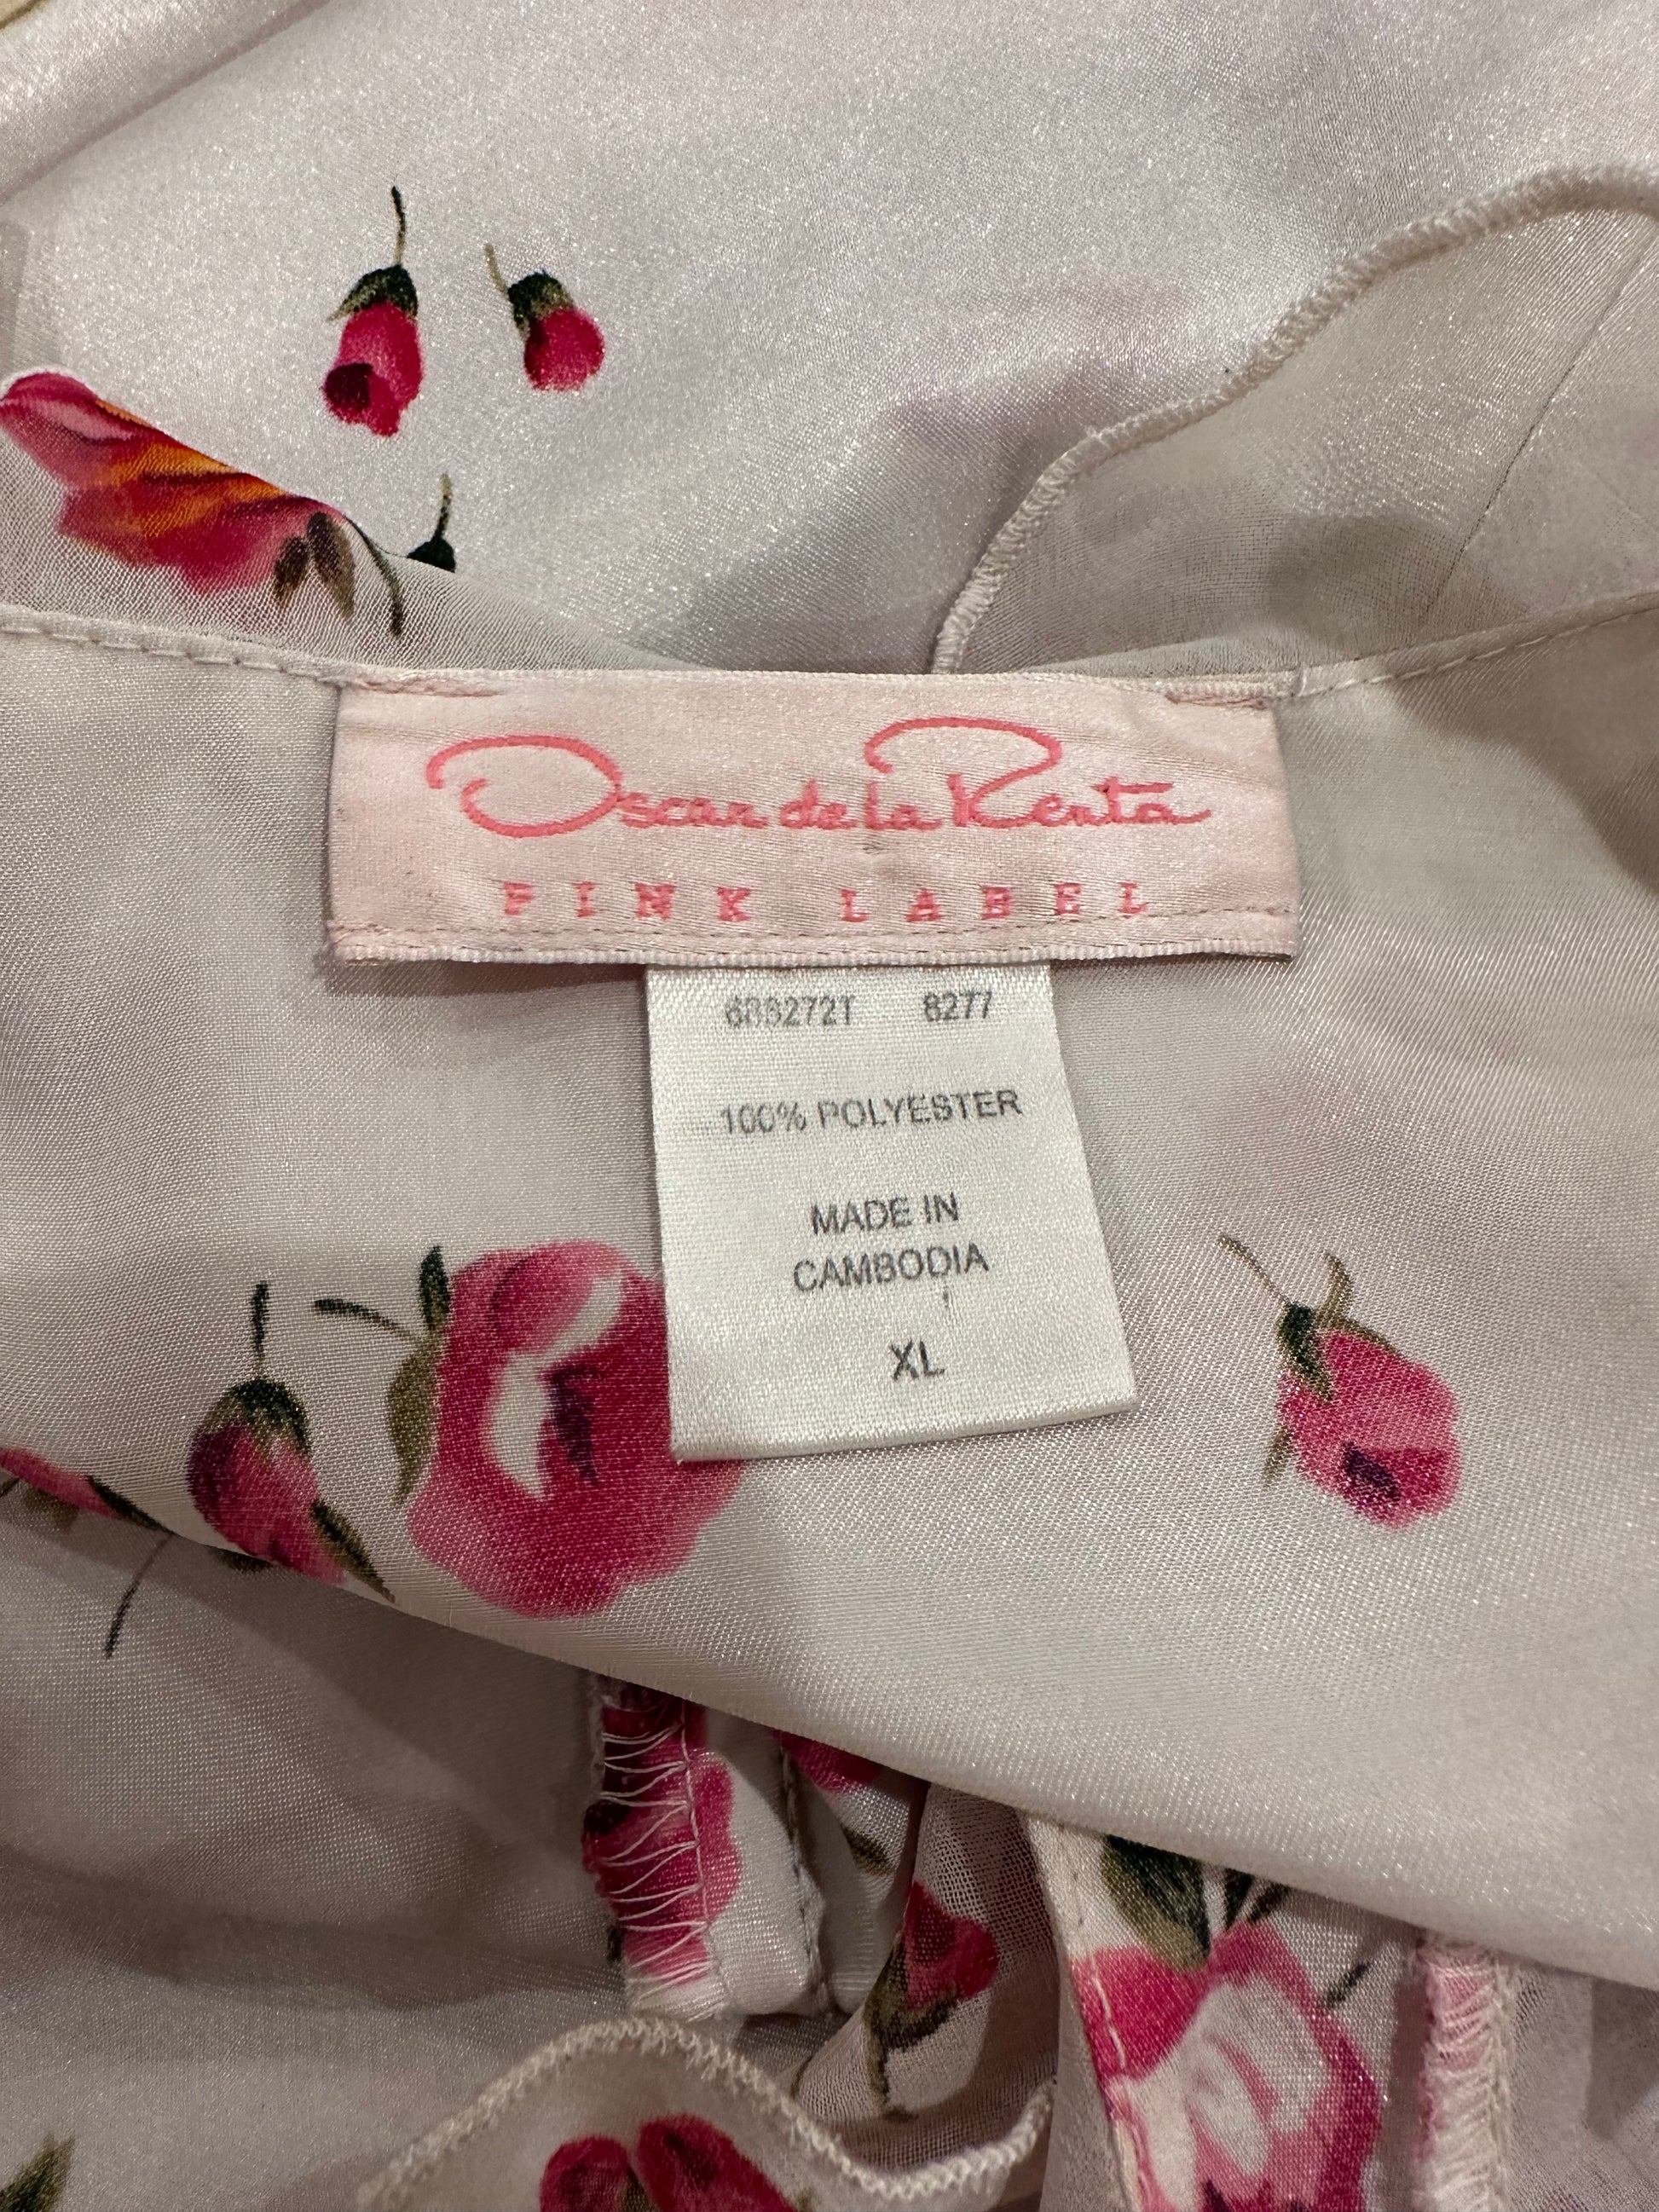 Oscar de la Renta
PINK LABEL
8277
100% POLYESTER
MADE IN
CAMBODIA
XL